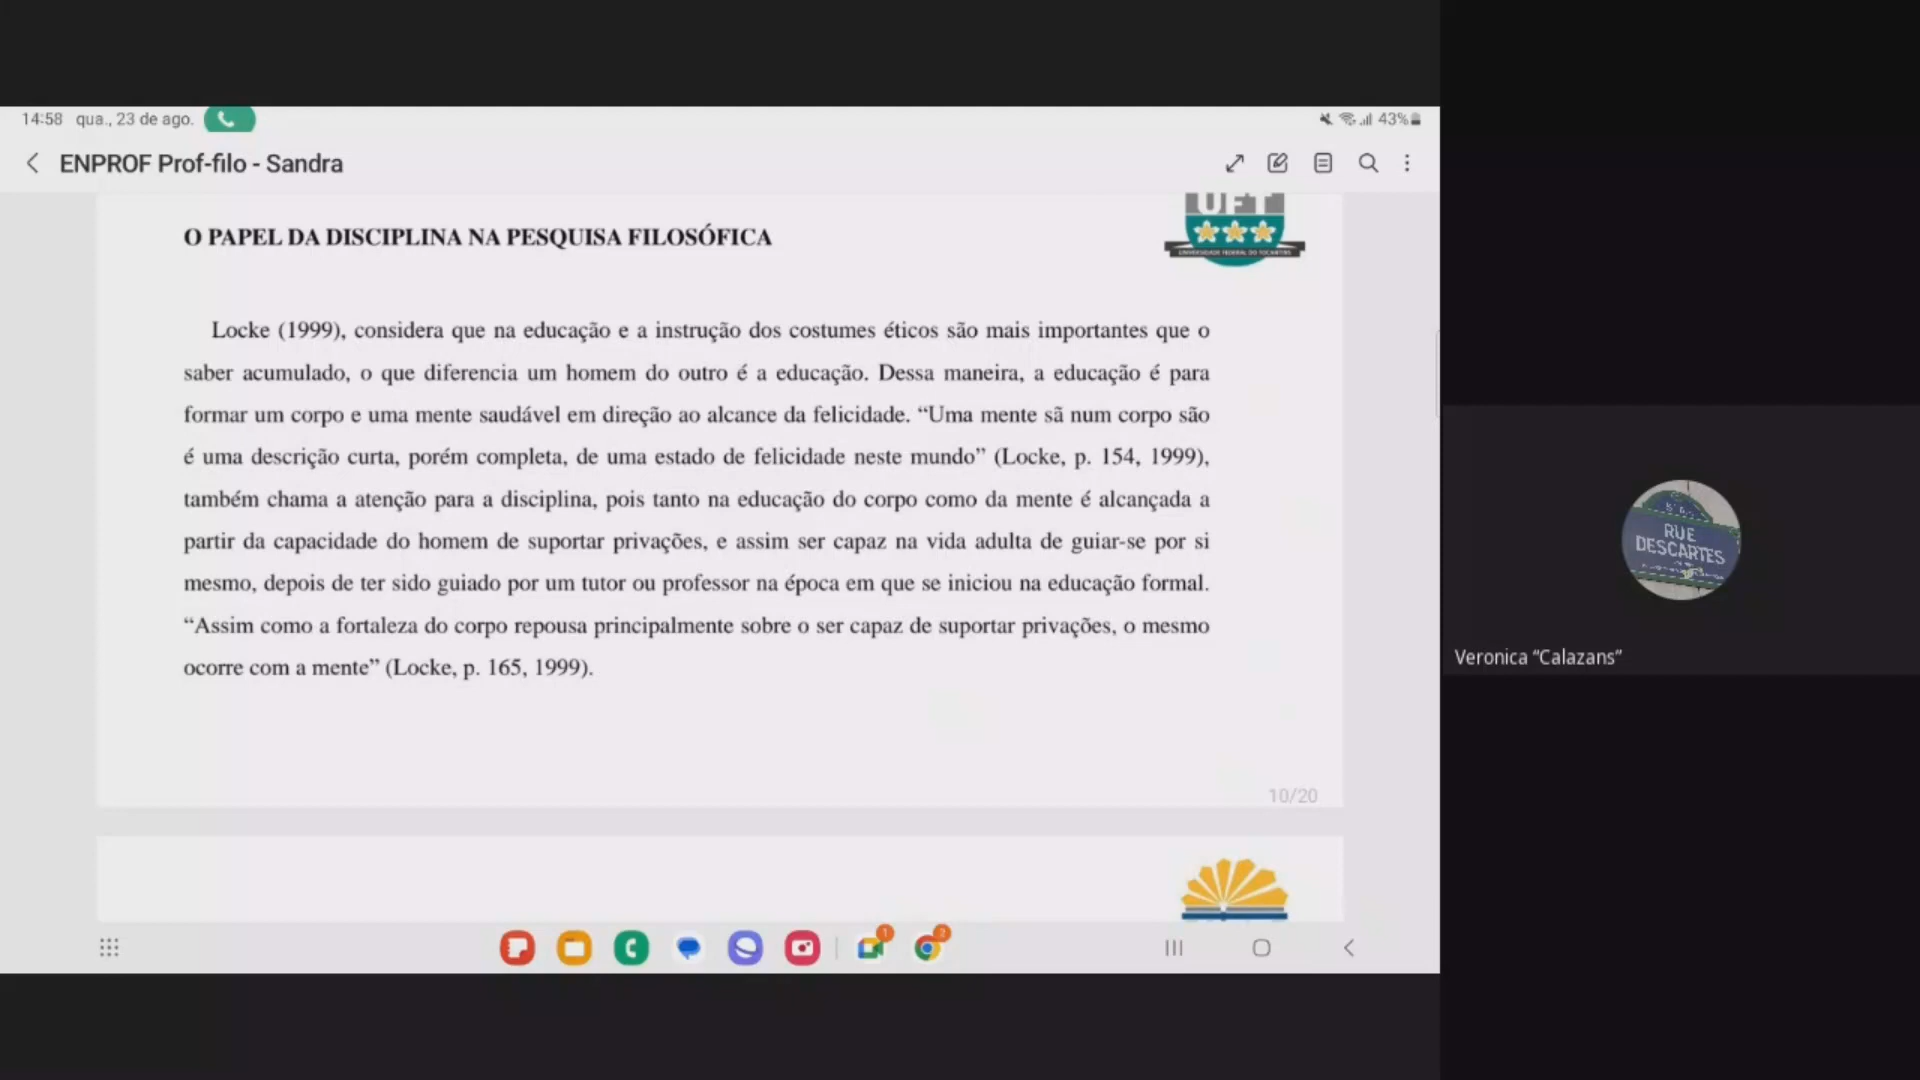 14:58 qua., 23 de ago.
43%
ENPROF Prof-filo - Sandra
UFT
UNIVERSIDADE FEDERAL DO TOCANTINS
O PAPEL DA DISCIPLINA NA PESQUISA FILOSÓFICA
Locke (1999), considera que na educação e a instrução dos costumes éticos são mais importantes que o
saber acumulado, o que diferencia um homem do outro é a educação. Dessa maneira, a educação é para
formar um corpo e uma mente saudável em direção ao alcance da felicidade. “Uma mente sã num corpo são
é uma descrição curta, porém completa, de uma estado de felicidade neste mundo” (Locke, p. 154, 1999),
também chama a atenção para a disciplina, pois tanto na educação do corpo como da mente é alcançada a
partir da capacidade do homem de suportar privações, e assim ser capaz na vida adulta de guiar-se por si
mesmo, depois de ter sido guiado por um tutor ou professor na época em que se iniciou na educação formal.
“Assim como a fortaleza do corpo repousa principalmente sobre o ser capaz de suportar privações, o mesmo
ocorre com a mente” (Locke, p. 165, 1999).
10/20
1
2
RUE
DESCARTES
Veronica “Calazans”